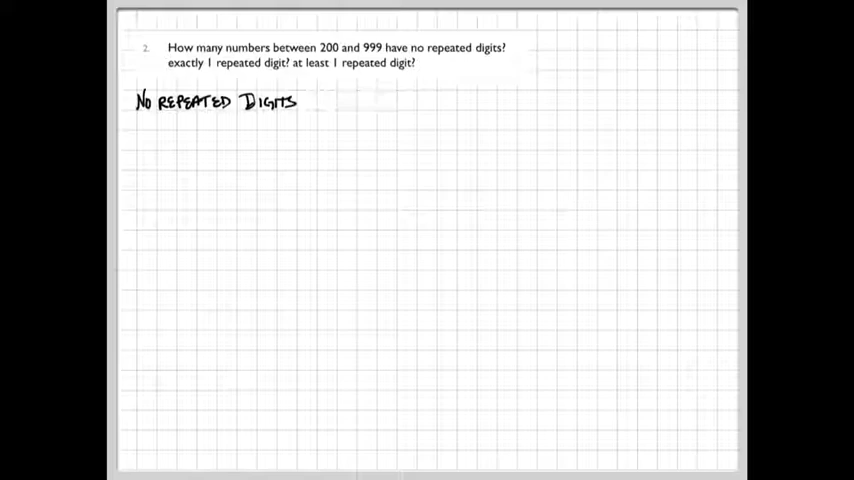 2. How many numbers between 200 and 999 have no repeated digits?
exactly 1 repeated digit? at least 1 repeated digit?
NO REPEATED DIGITS